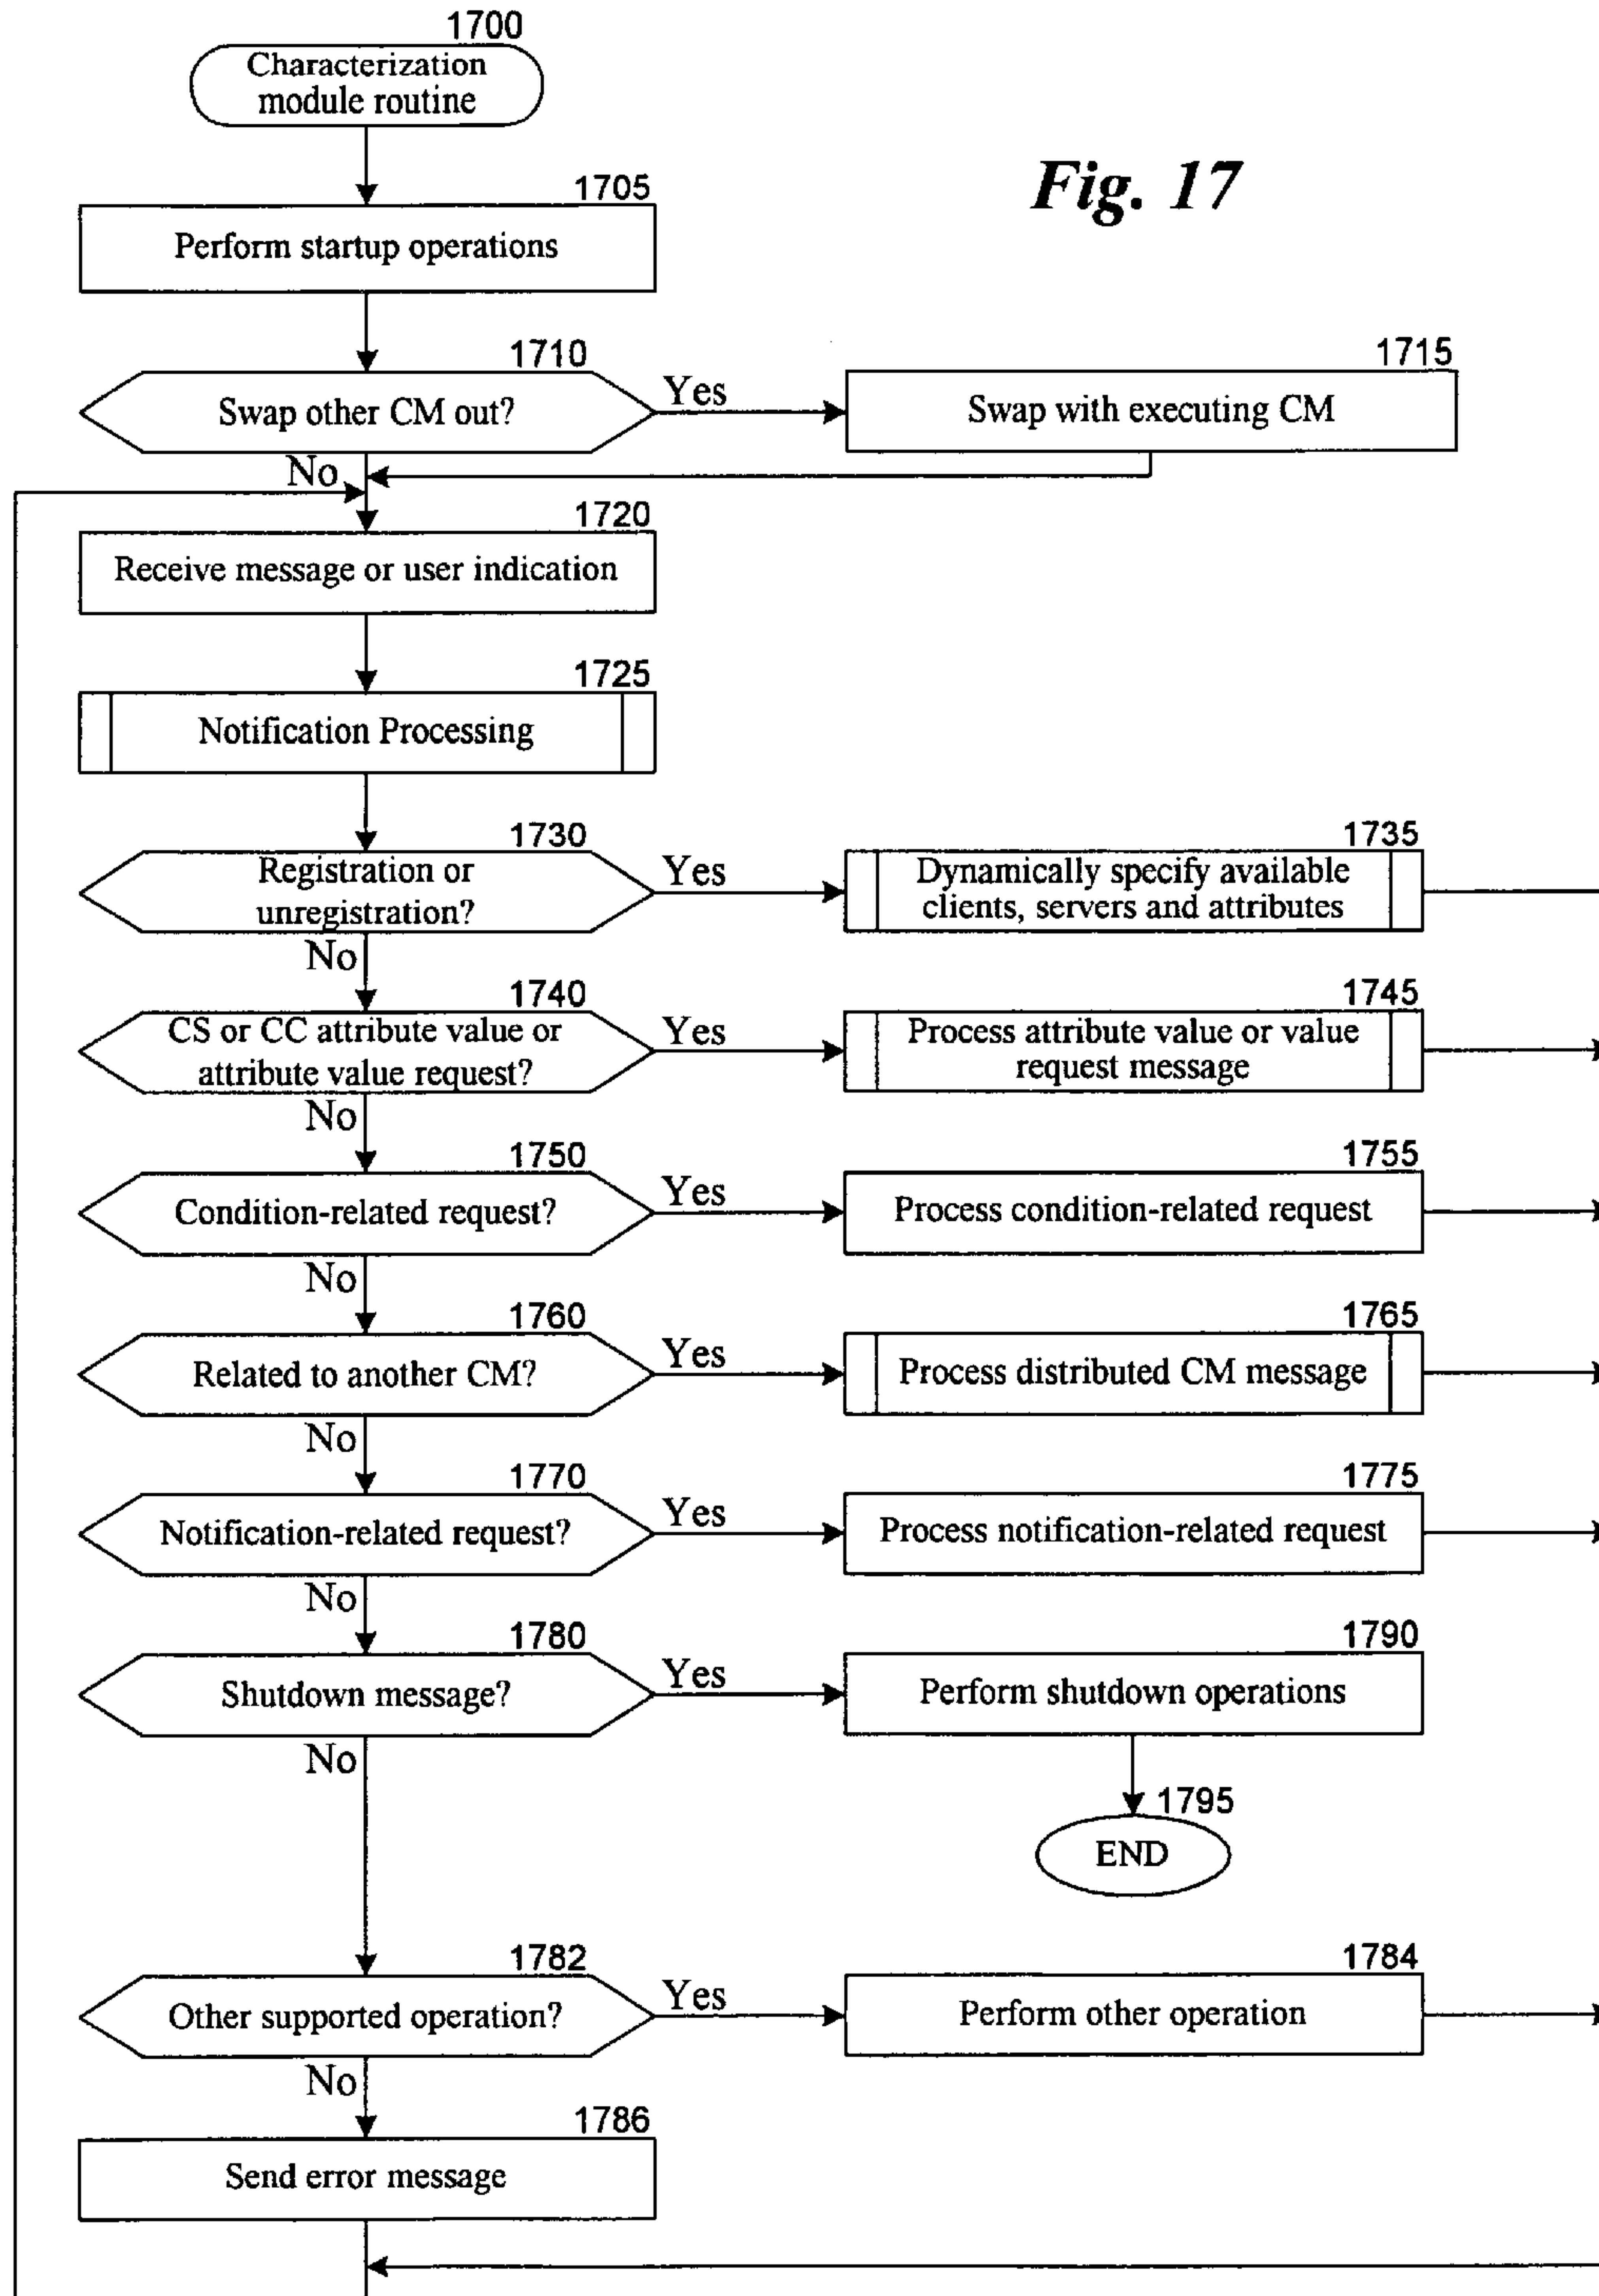 1700
Characterization
module routine
Fig. 17
1705
Perform startup operations
1710
Swap other CM out?
Yes
1715
Swap with executing CM
No
1720
Receive message or user indication
1725
Notification Processing
1730
Registration or
unregistration?
Yes
1735
Dynamically specify available
clients, servers and attributes
No
1740
CS or CC attribute value or
attribute value request?
Yes
1745
Process attribute value or value
request message
No
1750
Condition-related request?
Yes
1755
Process condition-related request
No
1760
Related to another CM?
Yes
1765
Process distributed CM message
No
1770
Notification-related request?
Yes
1775
Process notification-related request
No
1780
Shutdown message?
Yes
1790
Perform shutdown operations
No
1795
END
1782
Other supported operation?
Yes
1784
Perform other operation
No
1786
Send error message